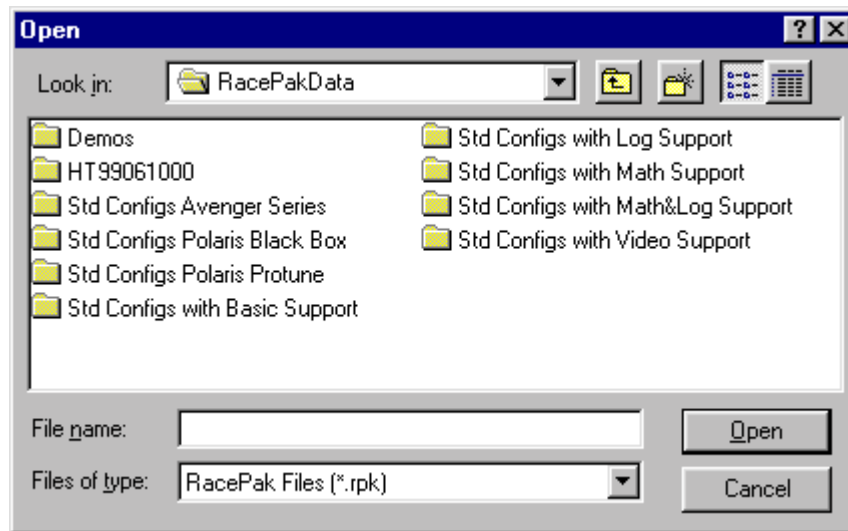 Open
Look in: RacePakData
Demos
HT99061000
Std Configs Avenger Series
Std Configs Polaris Black Box
Std Configs Polaris Protune
Std Configs with Basic Support
Std Configs with Log Support
Std Configs with Math Support
Std Configs with Math&Log Support
Std Configs with Video Support
File name:
Open
Files of type: RacePak Files (*.rpk)
Cancel